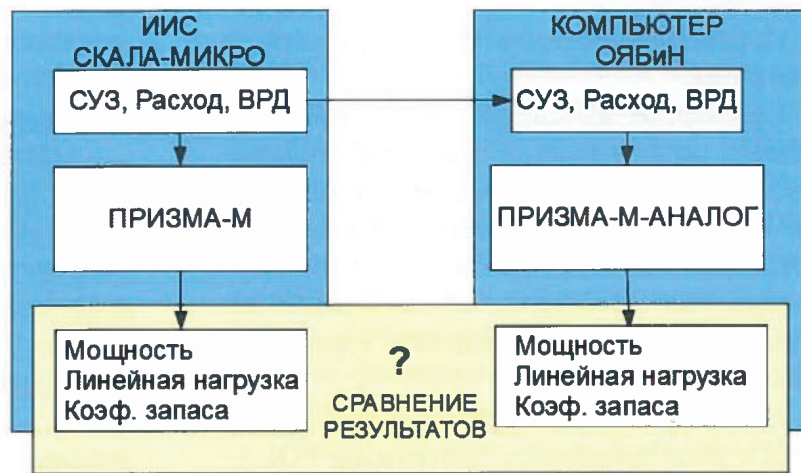 ИИС
СКАЛА-МИКРО
СУЗ, Расход, ВРД
ПРИЗМА-М
Мощность
Линейная нагрузка
Коэф. запаса
?
СРАВНЕНИЕ
РЕЗУЛЬТАТОВ
КОМПЬЮТЕР
ОЯБиН
СУЗ, Расход, ВРД
ПРИЗМА-М-АНАЛОГ
Мощность
Линейная нагрузка
Коэф. запаса